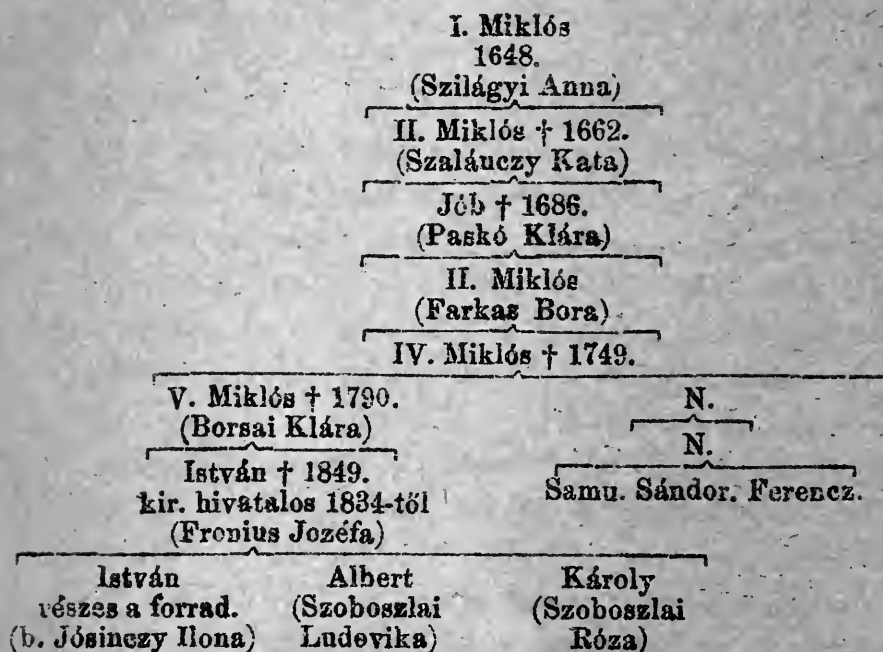 I. Miklós
1648.
(Szilágyi Anna)
II. Miklós † 1662.
(Szaláuczy Kata)
Jób † 1686.
(Paskó Klára)
II. Miklós
(Farkas Bora)
IV. Miklós † 1749.
V. Miklós † 1790.
(Borsai Klára)
István † 1849.
kir. hivatalos 1834-től
(Fronius Jozéfa)
N.
N.
Samu. Sándor. Ferencz.
István
részes a forrad.
(b. Jósinczy Ilona)
Albert
(Szoboszlai
Ludovika)
Károly
(Szoboszlai
Róza)